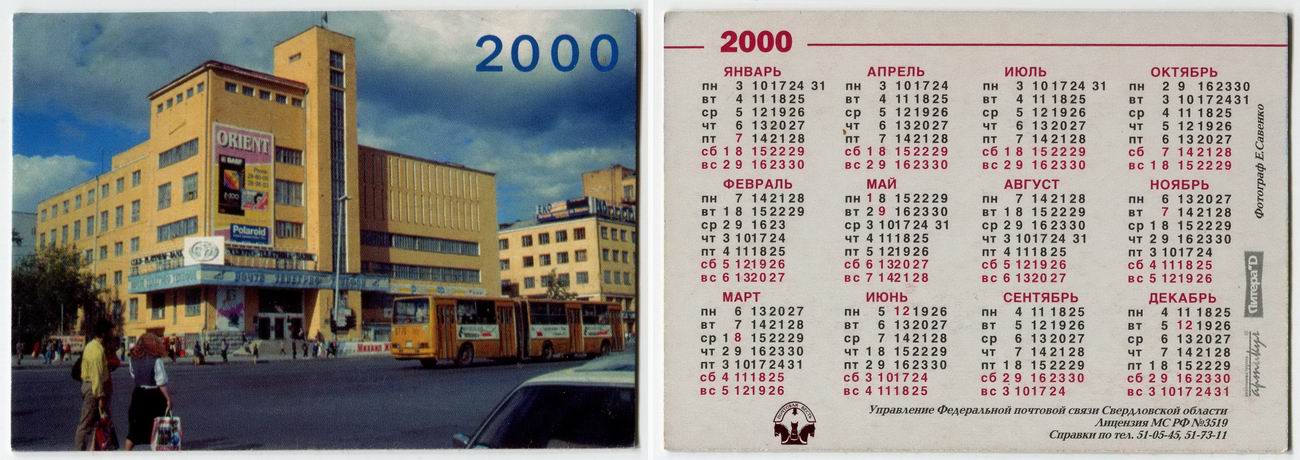 2000
ORIENT
BASF
Polaroid
2000
ЯНВАРЬ
пн 3 10 17 24 31
вт 4 11 18 25
ср 5 12 19 26
чт 6 13 20 27
пт 7 14 21 28
сб 1 8 15 22 29
вс 2 9 16 23 30
АПРЕЛЬ
пн 3 10 17 24
вт 4 11 18 25
ср 5 12 19 26
чт 6 13 20 27
пт 7 14 21 28
сб 1 8 15 22 29
вс 2 9 16 23 30
ИЮЛЬ
пн 3 10 17 24 31
вт 4 11 18 25
ср 5 12 19 26
чт 6 13 20 27
пт 7 14 21 28
сб 1 8 15 22 29
вс 2 9 16 23 30
ОКТЯБРЬ
пн 2 9 16 23 30
вт 3 10 17 24 31
ср 4 11 18 25
чт 5 12 19 26
пт 6 13 20 27
сб 7 14 21 28
вс 1 8 15 22 29
ФЕВРАЛЬ
пн 7 14 21 28
вт 1 8 15 22 29
ср 2 9 16 23
чт 3 10 17 24
пт 4 11 18 25
сб 5 12 19 26
вс 6 13 20 27
МАЙ
пн 1 8 15 22 29
вт 2 9 16 23 30
ср 3 10 17 24 31
чт 4 11 18 25
пт 5 12 19 26
сб 6 13 20 27
вс 7 14 21 28
АВГУСТ
пн 7 14 21 28
вт 1 8 15 22 29
ср 2 9 16 23 30
чт 3 10 17 24 31
пт 4 11 18 25
сб 5 12 19 26
вс 6 13 20 27
НОЯБРЬ
пн 6 13 20 27
вт 7 14 21 28
ср 1 8 15 22 29
чт 2 9 16 23 30
пт 3 10 17 24
сб 4 11 18 25
вс 5 12 19 26
МАРТ
пн 6 13 20 27
вт 7 14 21 28
ср 1 8 15 22 29
чт 2 9 16 23 30
пт 3 10 17 24 31
сб 4 11 18 25
вс 5 12 19 26
ИЮНЬ
пн 5 12 19 26
вт 6 13 20 27
ср 7 14 21 28
чт 1 8 15 22 29
пт 2 9 16 23 30
сб 3 10 17 24
вс 4 11 18 25
СЕНТЯБРЬ
пн 4 11 18 25
вт 5 12 19 26
ср 6 13 20 27
чт 7 14 21 28
пт 1 8 15 22 29
сб 2 9 16 23 30
вс 3 10 17 24
ДЕКАБРЬ
пн 4 11 18 25
вт 5 12 19 26
ср 6 13 20 27
чт 7 14 21 28
пт 1 8 15 22 29
сб 2 9 16 23 30
вс 3 10 17 24 31
Фотограф Е.Савенко
Питера"D
артикул
Управление Федеральной почтовой связи Свердловской области
Лицензия МС РФ №3519
Справки по тел. 51-05-45, 51-73-11